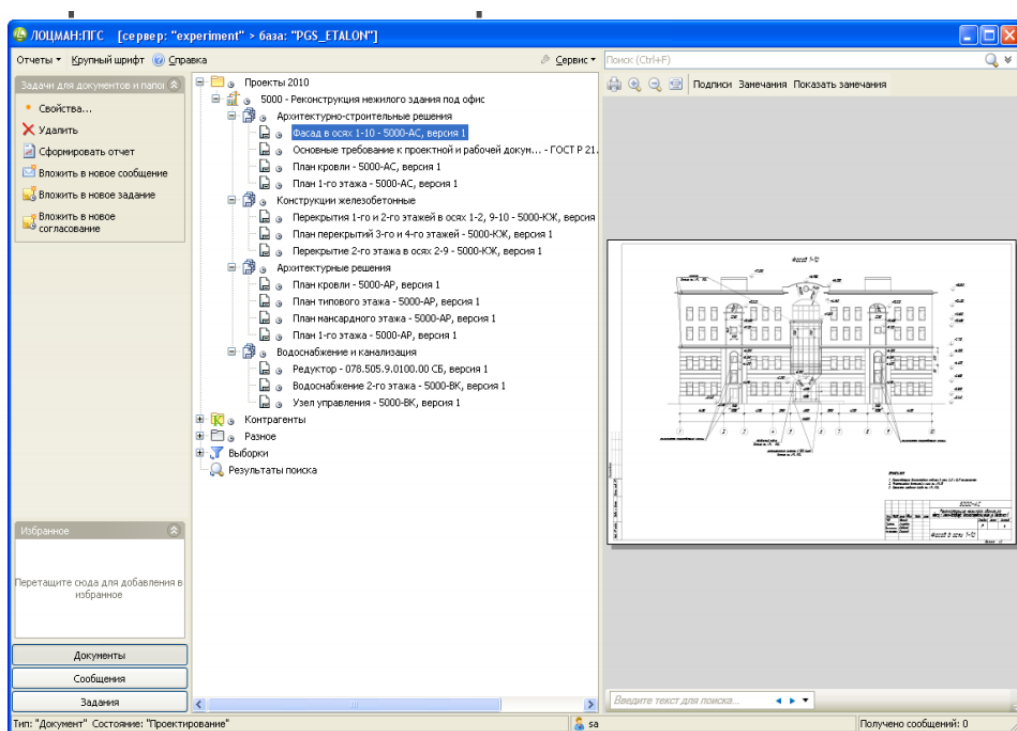 ЛОЦМАН:ПГС [сервер: "experiment" > база: "PGS_ETALON"]
Отчеты Крупный шрифт Справка Сервис Поиск (Ctrl+F)
Задачи для документов и папок
Свойства...
Удалить
Сформировать отчет
Вложить в новое сообщение
Вложить в новое задание
Вложить в новое
согласование
Избранное
Перетащите сюда для добавления в
избранное
Документы
Сообщения
Задания
Проекты 2010
5000 - Реконструкция нежилого здания под офис
Архитектурно-строительные решения
Фасад в осях 1-10 - 5000-АС, версия 1
Основные требование к проектной и рабочей докум... - ГОСТ Р 21.
План кровли - 5000-АС, версия 1
План 1-го этажа - 5000-АС, версия 1
Конструкции железобетонные
Перекрытия 1-го и 2-го этажей в осях 1-2, 9-10 - 5000-КЖ, версия
План перекрытий 3-го и 4-го этажей - 5000-КЖ, версия 1
Перекрытие 2-го этажа в осях 2-9 - 5000-КЖ, версия 1
Архитектурные решения
План кровли - 5000-АР, версия 1
План типового этажа - 5000-АР, версия 1
План мансардного этажа - 5000-АР, версия 1
План 1-го этажа - 5000-АР, версия 1
Водоснабжение и канализация
Редуктор - 078.505.9.0100.00 СБ, версия 1
Водоснабжение 2-го этажа - 5000-ВК, версия 1
Узел управления - 5000-ВК, версия 1
Контрагенты
Разное
Выборки
Результаты поиска
Подписи Замечания Показать замечания
Фасад 1-10
5000-АС
Фасад в осях 1-10
Введите текст для поиска...
Тип: "Документ" Состояние: "Проектирование" sa Получено сообщений: 0